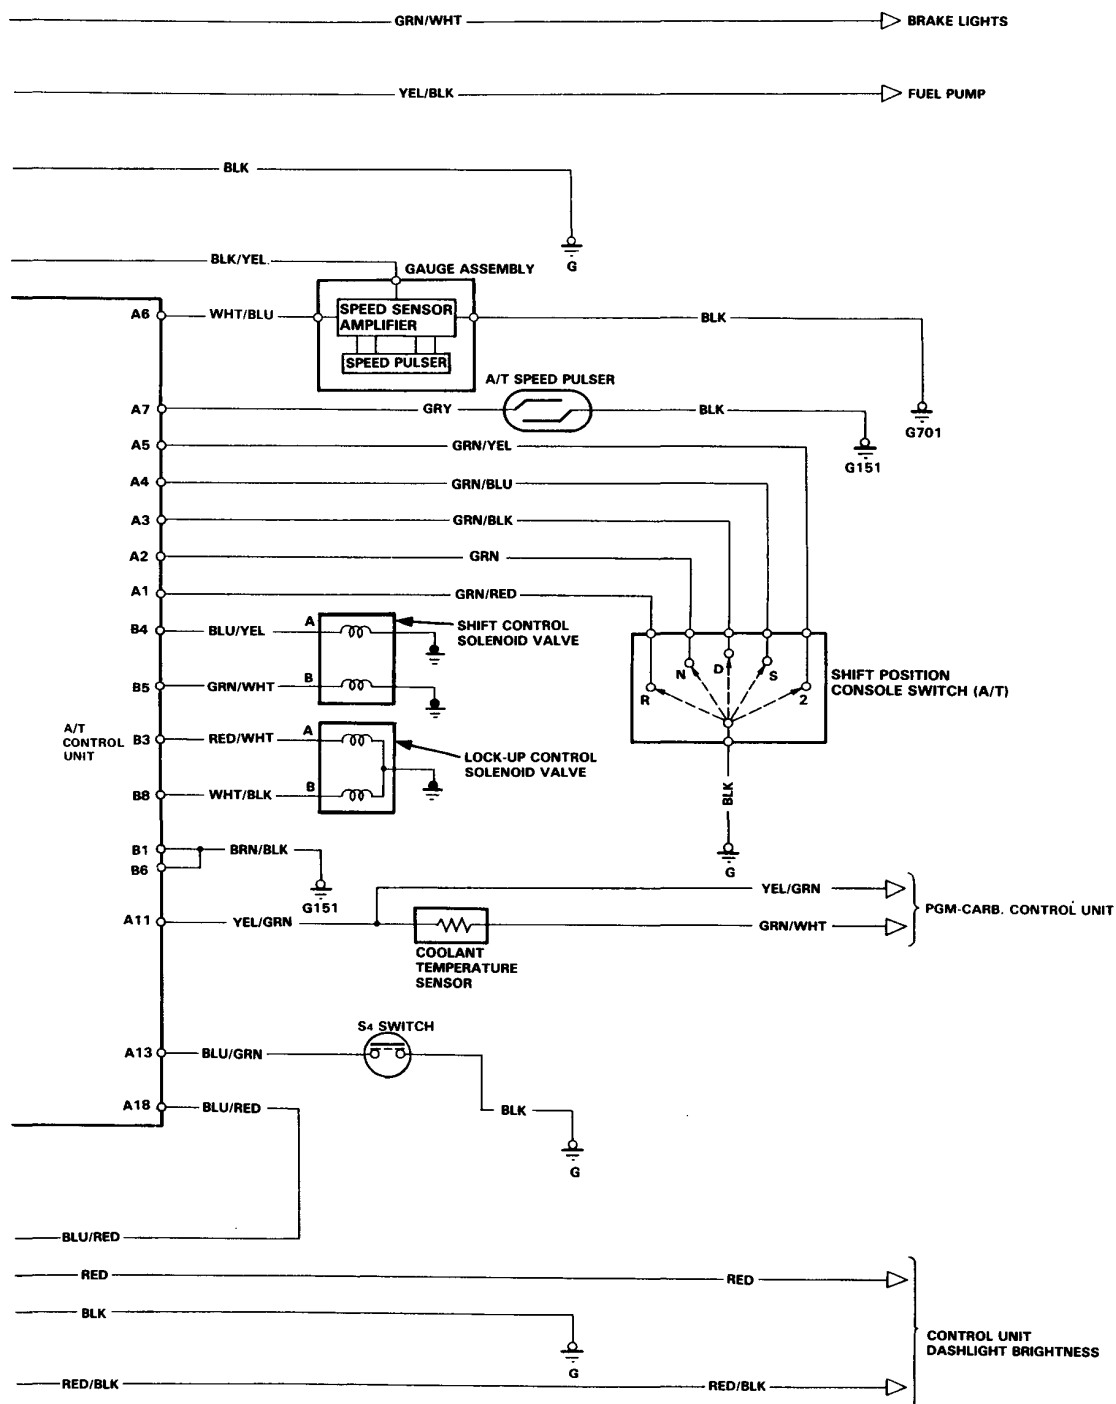 GRN/WHT
BRAKE LIGHTS
YEL/BLK
FUEL PUMP
BLK
G
BLK/YEL
GAUGE ASSEMBLY
A6
WHT/BLU
SPEED SENSOR
AMPLIFIER
BLK
SPEED PULSER
A/T SPEED PULSER
A7
GRY
BLK
G701
A5
GRN/YEL
G151
A4
GRN/BLU
A3
GRN/BLK
A2
GRN
A1
GRN/RED
B4
BLU/YEL
A
SHIFT CONTROL
SOLENOID VALVE
B5
GRN/WHT
B
R
N
D
S
2
SHIFT POSITION
CONSOLE SWITCH (A/T)
A/T
CONTROL
UNIT
B3
RED/WHT
A
LOCK-UP CONTROL
SOLENOID VALVE
B8
WHT/BLK
B
BLK
G
B1
BRN/BLK
B6
G151
YEL/GRN
A11
YEL/GRN
GRN/WHT
PGM-CARB. CONTROL UNIT
COOLANT
TEMPERATURE
SENSOR
S4 SWITCH
A13
BLU/GRN
A18
BLU/RED
BLK
G
BLU/RED
RED
RED
BLK
G
CONTROL UNIT
DASHLIGHT BRIGHTNESS
RED/BLK
RED/BLK